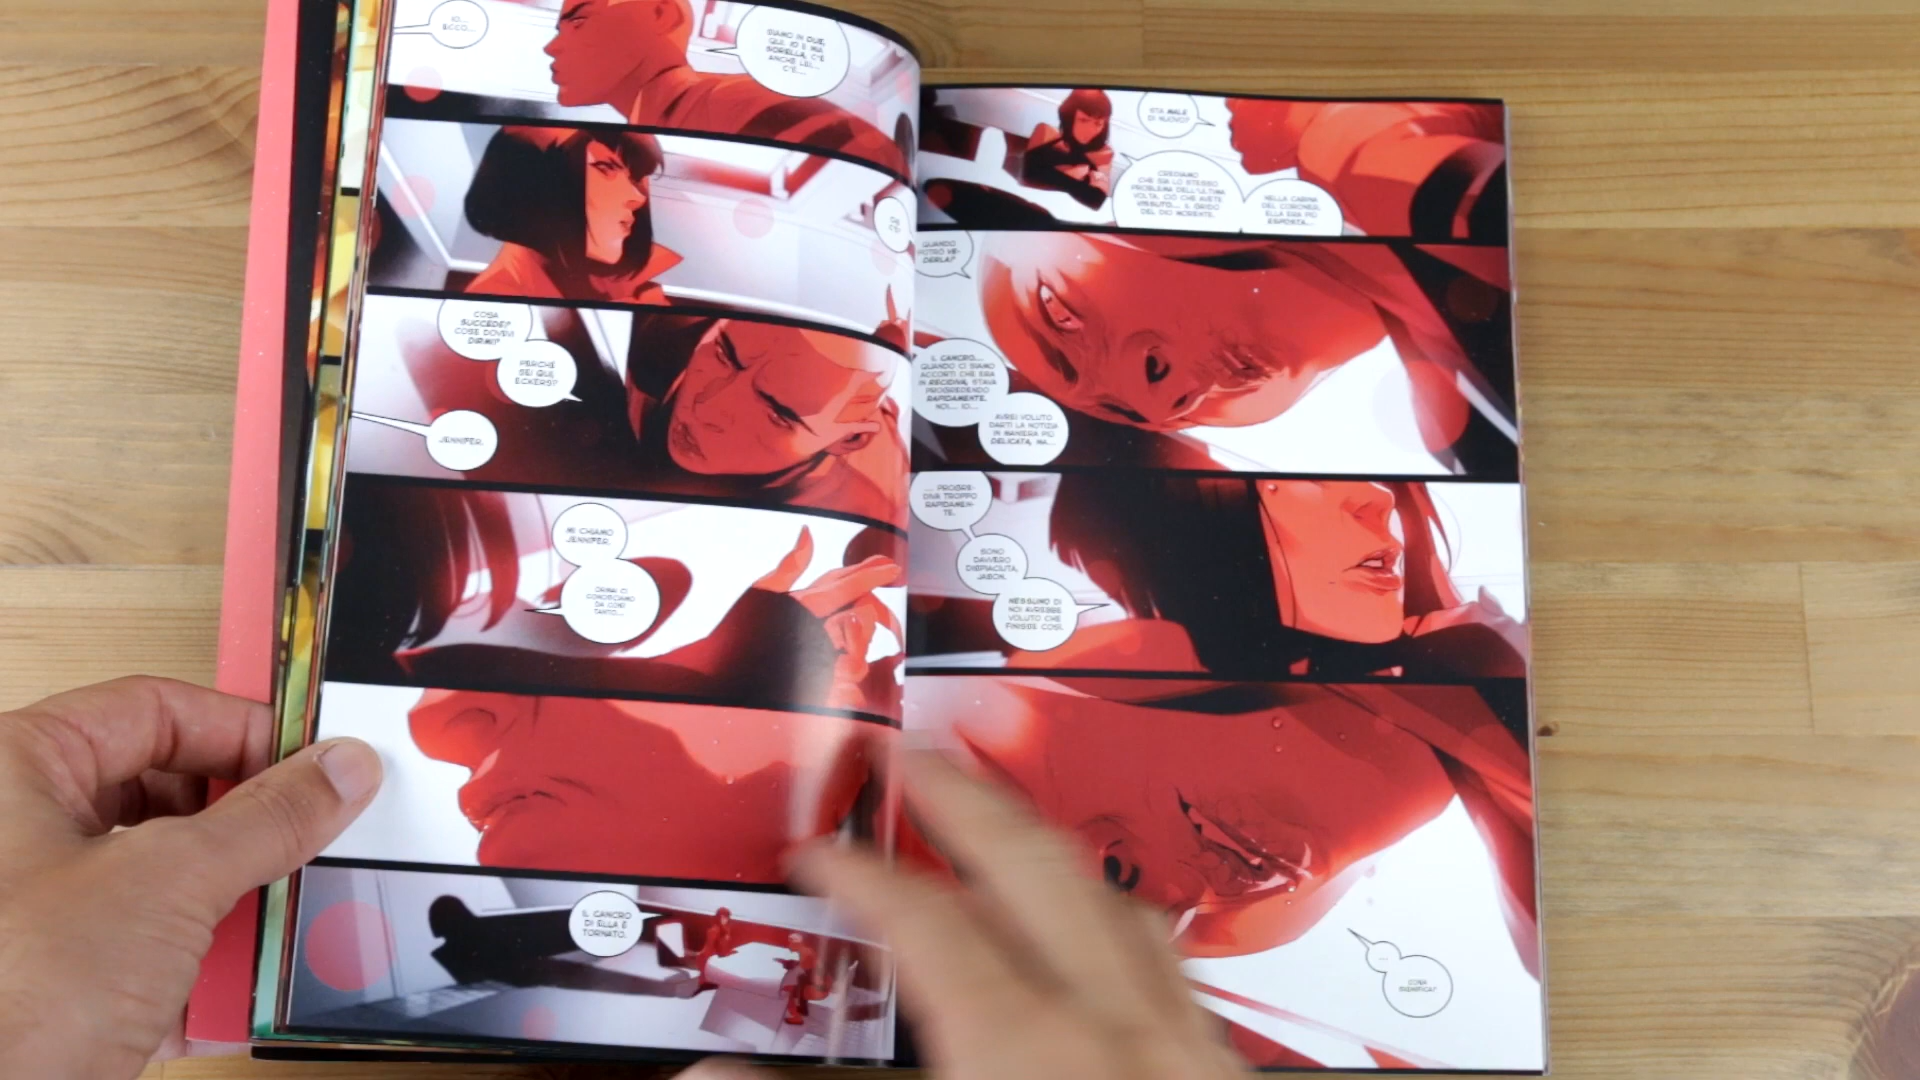 IO...
ECCO...
SIAMO IN DUE,
QUI. IO E MIA
SORELLA. C'È
ANCHE LEI...
C'È...
COSA
SUCCEDE?
COSE DOVEVI
DIRMI?
PERCHÉ
SEI QUI,
ECKERS?
JENNIFER.
MI CHIAMO
JENNIFER.
ORMAI CI
CONOSCIAMO
DA COSÌ
TANTO...
IL CANCRO
DI ELLA È
TORNATO.
STA MALE
DI NUOVO?
CREDIAMO
CHE SIA LO STESSO
PROBLEMA DELL'ULTIMA
VOLTA. CIÒ CHE AVETE
VISSUTO... IL GRIDO
DEL DIO MORENTE.
NELLA CABINA
DEL CORONER,
ELLA ERA PIÙ
ESPOSTA...
QUANDO
POTRÒ VE-
DERLA?
IL CANCRO...
QUANDO CI SIAMO
ACCORTI CHE ERA
IN RECIDIVA, STAVA
PROGREDENDO
RAPIDAMENTE.
NOI... IO...
AVREI VOLUTO
DARTI LA NOTIZIA
IN MANIERA PIÙ
DELICATA, MA...
... PROGRE-
DIVA TROPPO
RAPIDAMEN-
TE.
SONO
DAVVERO
DISPIACIUTA,
JASON.
NESSUNO DI
NOI AVREBBE
VOLUTO CHE
FINISSE COSÌ.
...
COSA
SIGNIFICA?